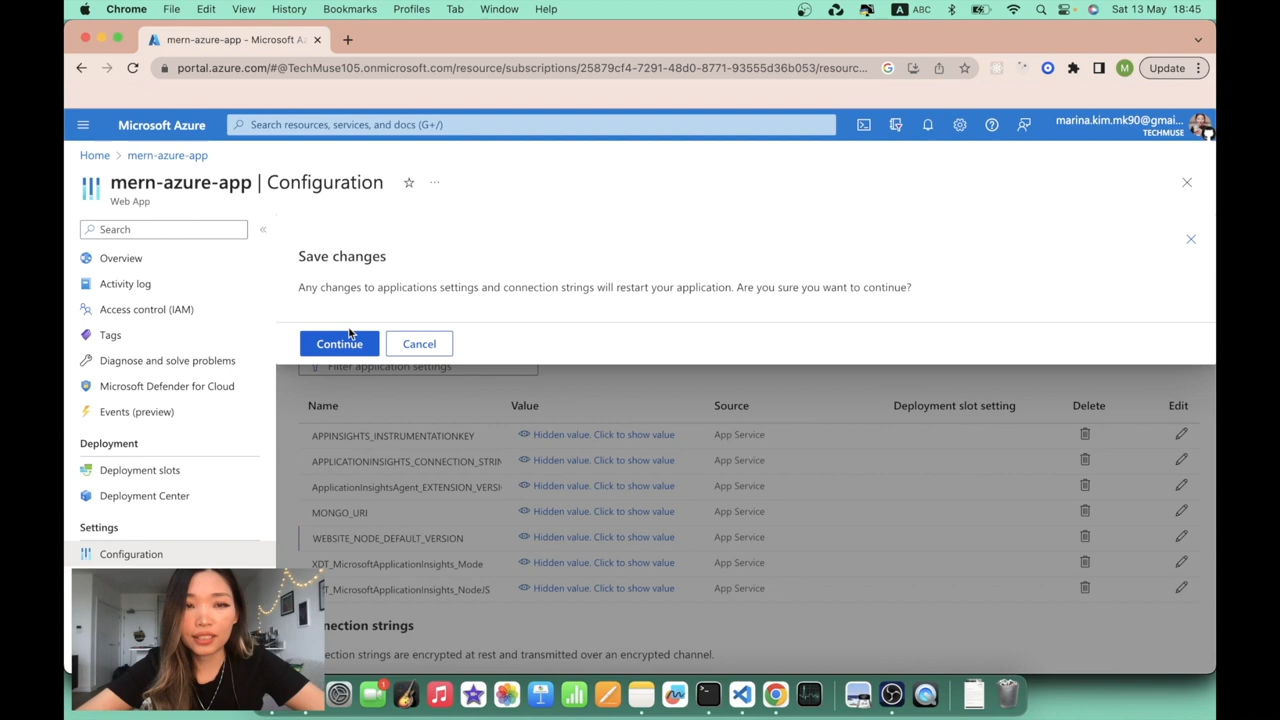 Chrome File Edit View History Bookmarks Profiles Tab Window Help A ABC Sat 13 May 18:45
mern-azure-app - Microsoft Az
portal.azure.com/#@TechMuse105.onmicrosoft.com/resource/subscriptions/25879cf4-7291-48d0-8771-93555d36b053/resourc... G M Update
Microsoft Azure Search resources, services, and docs (G+/) marina.kim.mk90@gmai...
TECHMUSE
Home > mern-azure-app
mern-azure-app | Configuration
Web App
Search
Overview
Activity log
Access control (IAM)
Tags
Diagnose and solve problems
Microsoft Defender for Cloud
Events (preview)
Deployment
Deployment slots
Deployment Center
Settings
Configuration
Save changes
Any changes to applications settings and connection strings will restart your application. Are you sure you want to continue?
Continue Cancel
Filter application settings
Name Value Source Deployment slot setting Delete Edit
APPINSIGHTS_INSTRUMENTATIONKEY Hidden value. Click to show value App Service
APPLICATIONINSIGHTS_CONNECTION_STRIN Hidden value. Click to show value App Service
ApplicationInsightsAgent_EXTENSION_VERSI Hidden value. Click to show value App Service
MONGO_URI Hidden value. Click to show value App Service
WEBSITE_NODE_DEFAULT_VERSION Hidden value. Click to show value App Service
XDT_MicrosoftApplicationInsights_Mode Hidden value. Click to show value App Service
T_MicrosoftApplicationInsights_NodeJS Hidden value. Click to show value App Service
nnection strings
nection strings are encrypted at rest and transmitted over an encrypted channel.
1